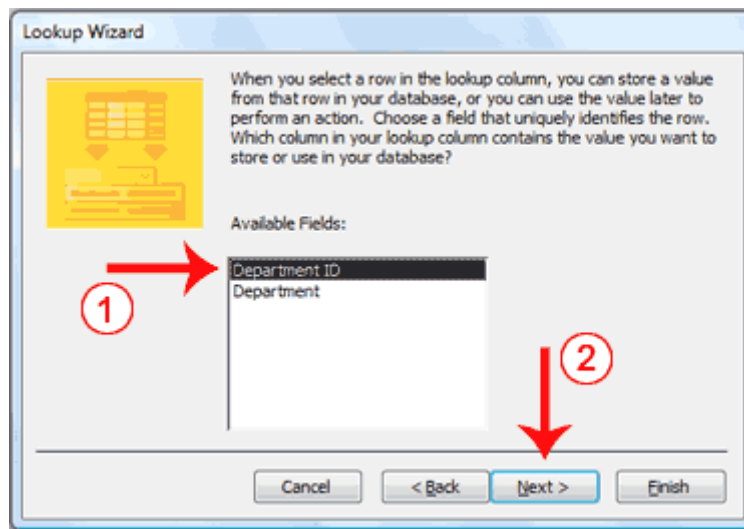 Lookup Wizard
When you select a row in the lookup column, you can store a value
from that row in your database, or you can use the value later to
perform an action. Choose a field that uniquely identifies the row.
Which column in your lookup column contains the value you want to
store or use in your database?
Available Fields:
Department ID
Department
1
2
Cancel
< Back
Next >
Finish